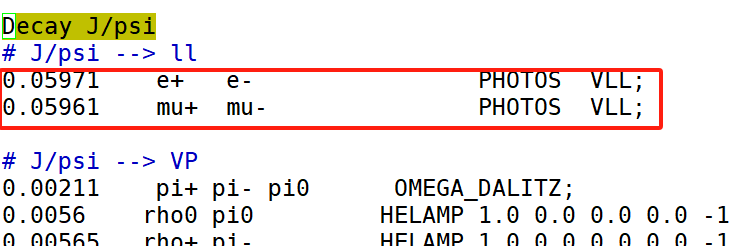 Decay J/psi
# J/psi --> ll
0.05971 e+ e- PHOTOS VLL;
0.05961 mu+ mu- PHOTOS VLL;
# J/psi --> VP
0.00211 pi+ pi- pi0 OMEGA_DALITZ;
0.0056 rho0 pi0 HELAMP 1.0 0.0 0.0 0.0 -1
0.00565 rho+ pi- HELAMP 1.0 0.0 0.0 0.0 -1